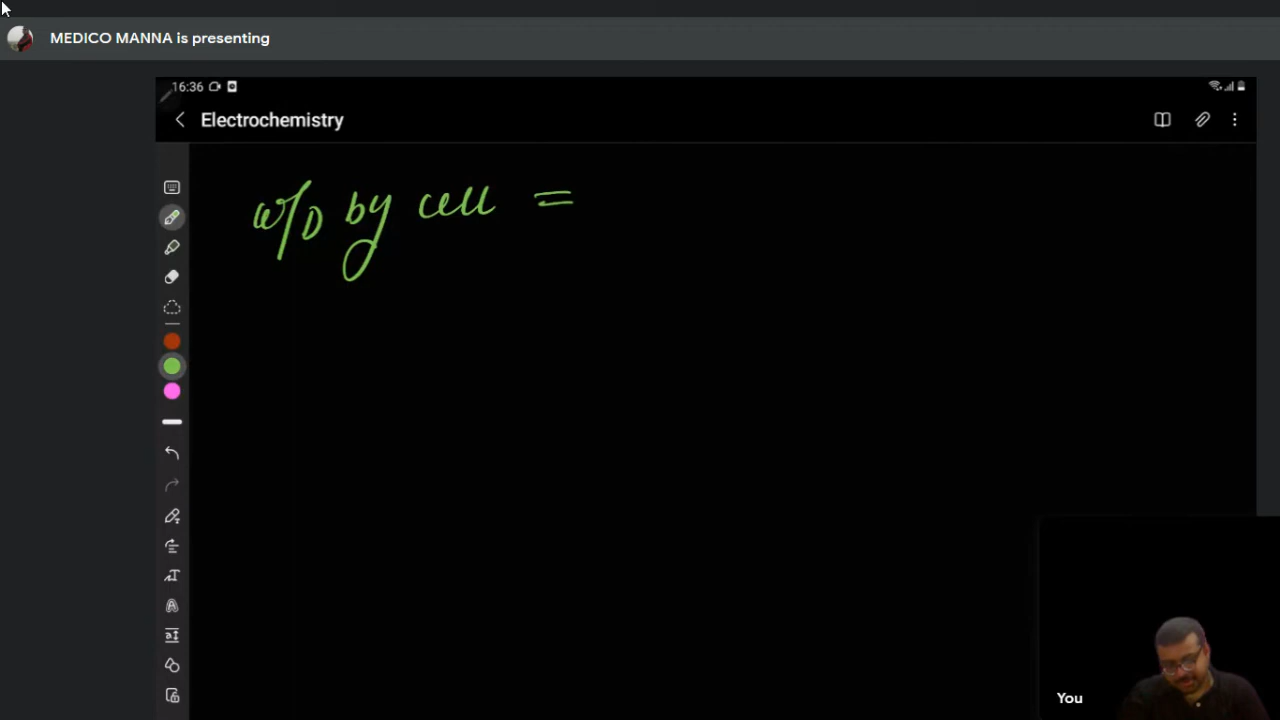 MEDICO MANNA is presenting
16:36
Electrochemistry
W/D by cell =
You